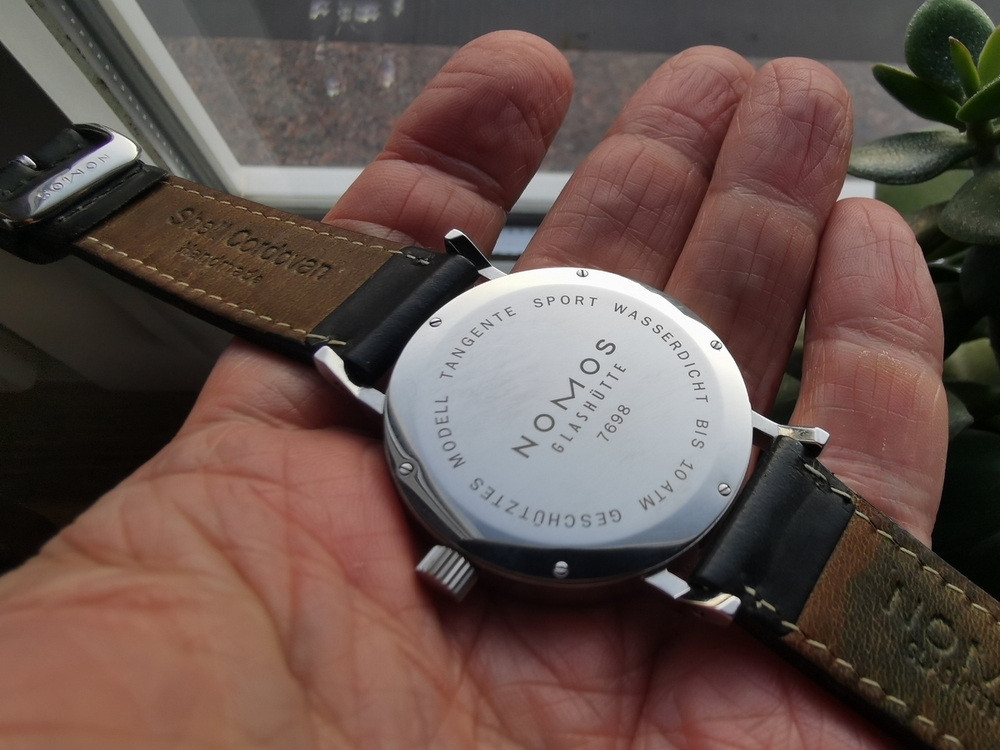 NOMOS
Shell Cordovan
Handmade
GESCHÜTZTES MODELL TANGENTE SPORT WASSERDICHT BIS 10 ATM
NOMOS
GLASHÜTTE
7698